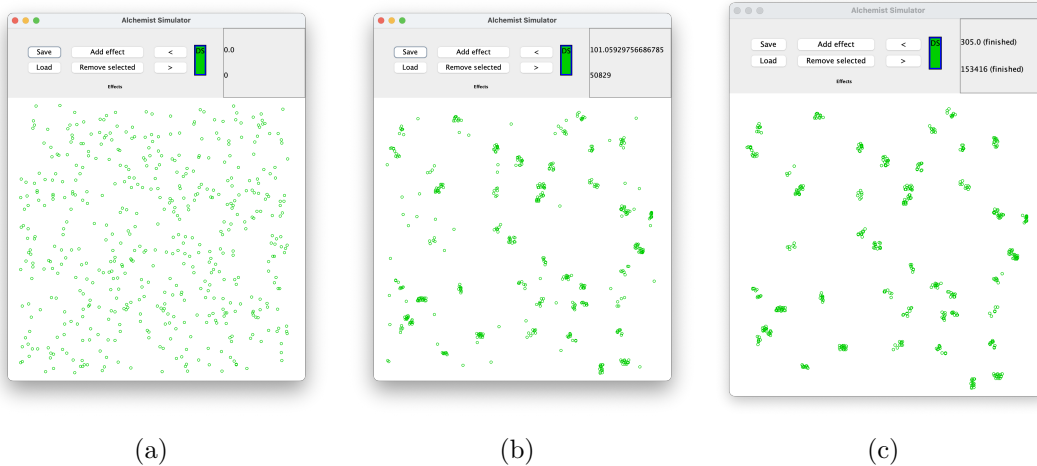 Alchemist Simulator
Save Add effect < DS 0.0
Load Remove selected > 0
Effects
(a)
Alchemist Simulator
Save Add effect < DS 101.05929756686785
Load Remove selected > 50829
Effects
(b)
Alchemist Simulator
Save Add effect < DS 305.0 (finished)
Load Remove selected > 153416 (finished)
Effects
(c)